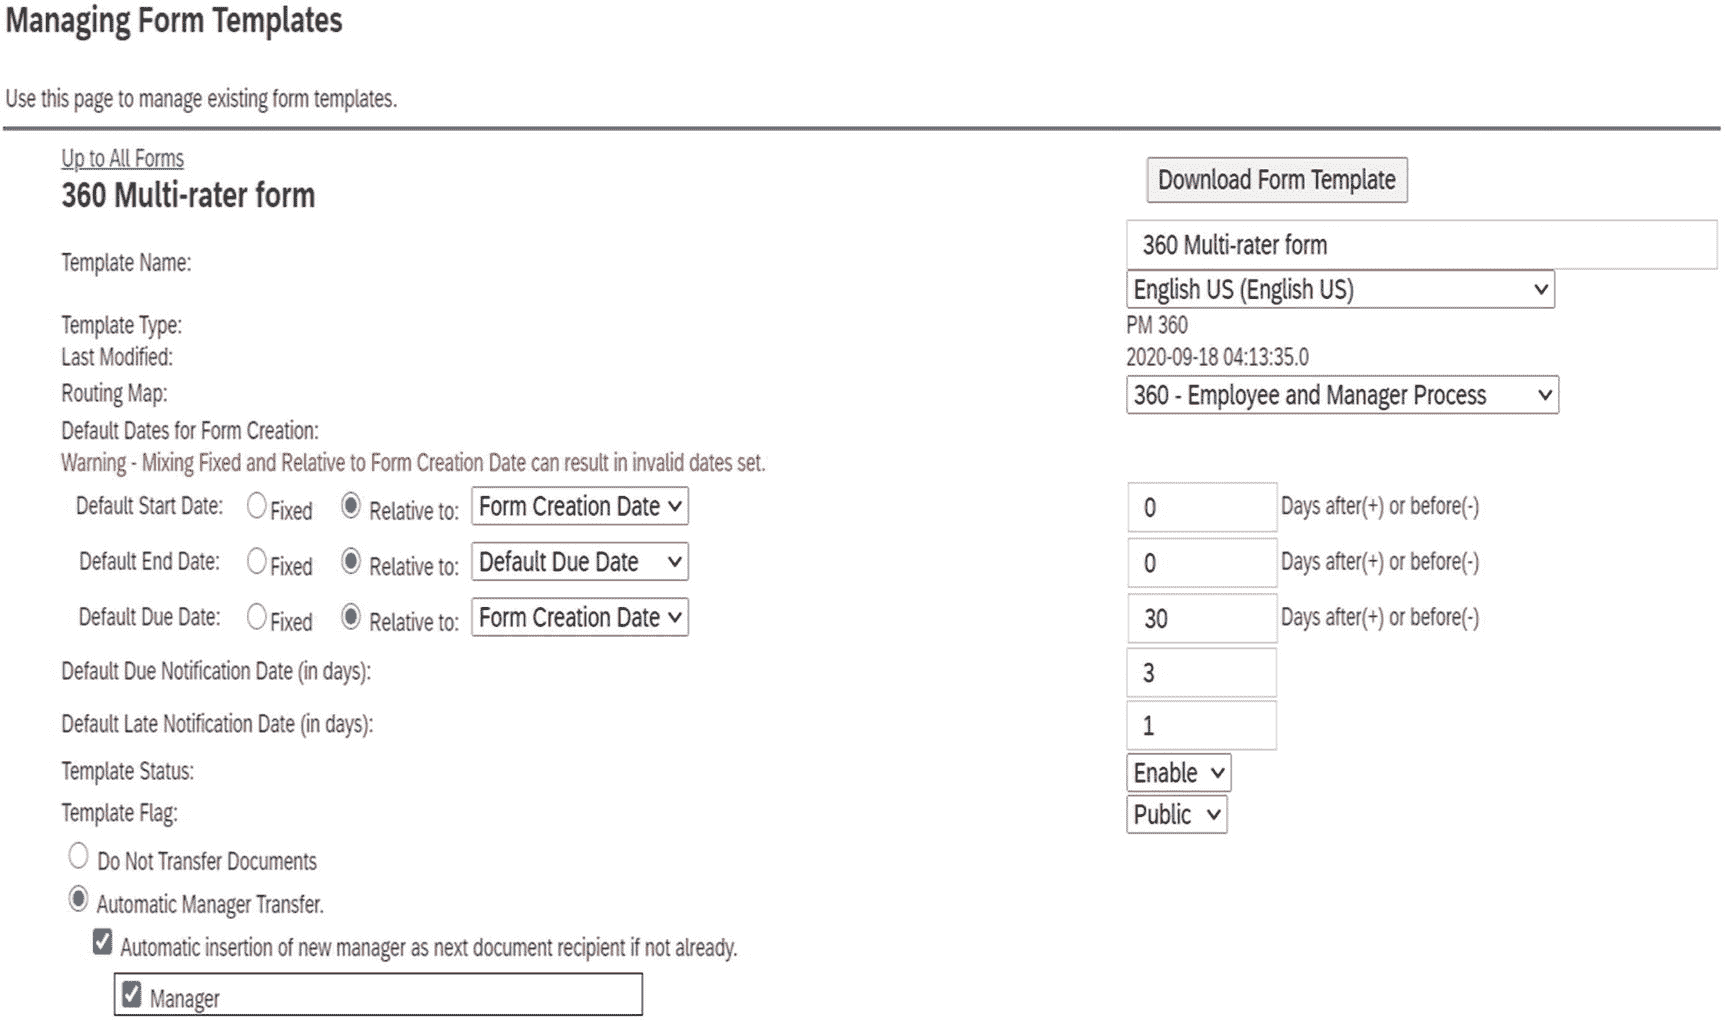 Managing Form Templates
Use this page to manage existing form templates.
Up to All Forms
Download Form Template
360 Multi-rater form
Template Name: 360 Multi-rater form
English US (English US)
Template Type: PM 360
Last Modified: 2020-09-18 04:13:35.0
Routing Map: 360 - Employee and Manager Process
Default Dates for Form Creation:
Warning - Mixing Fixed and Relative to Form Creation Date can result in invalid dates set.
Default Start Date: Fixed Relative to: Form Creation Date 0 Days after(+) or before(-)
Default End Date: Fixed Relative to: Default Due Date 0 Days after(+) or before(-)
Default Due Date: Fixed Relative to: Form Creation Date 30 Days after(+) or before(-)
Default Due Notification Date (in days): 3
Default Late Notification Date (in days): 1
Template Status: Enable
Template Flag: Public
Do Not Transfer Documents
Automatic Manager Transfer.
Automatic insertion of new manager as next document recipient if not already.
Manager